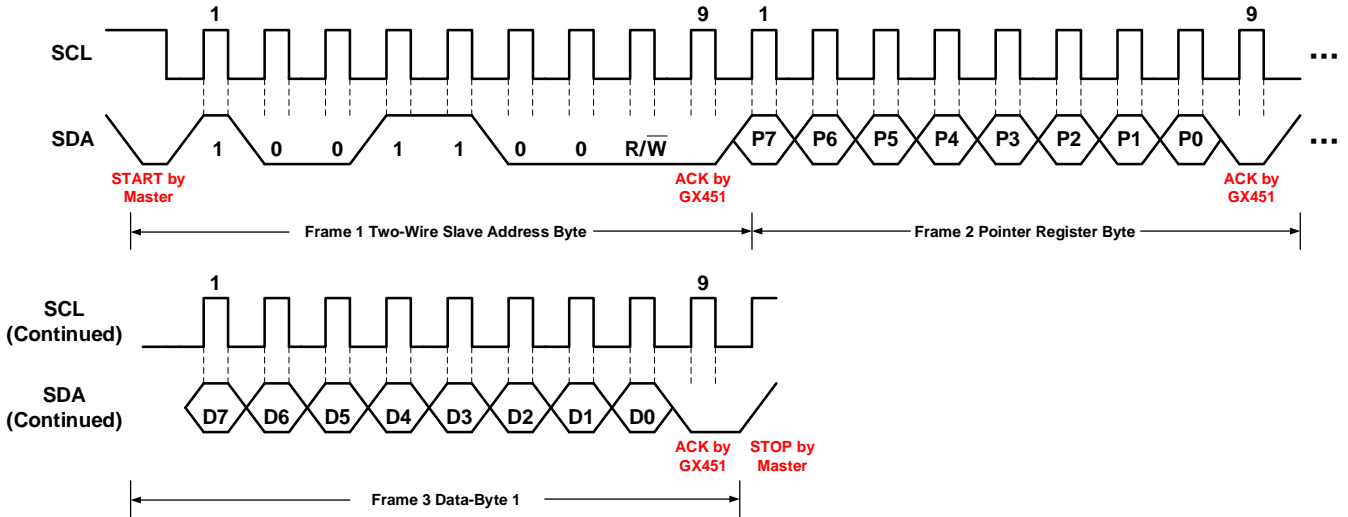 1 9 1 9
SCL ...
SDA 1 0 0 1 1 0 0 R/W̅ P7 P6 P5 P4 P3 P2 P1 P0 ...
START by Master ACK by GX451 ACK by GX451
Frame 1 Two-Wire Slave Address Byte Frame 2 Pointer Register Byte
1 9
SCL (Continued)
SDA (Continued) D7 D6 D5 D4 D3 D2 D1 D0
ACK by GX451 STOP by Master
Frame 3 Data-Byte 1